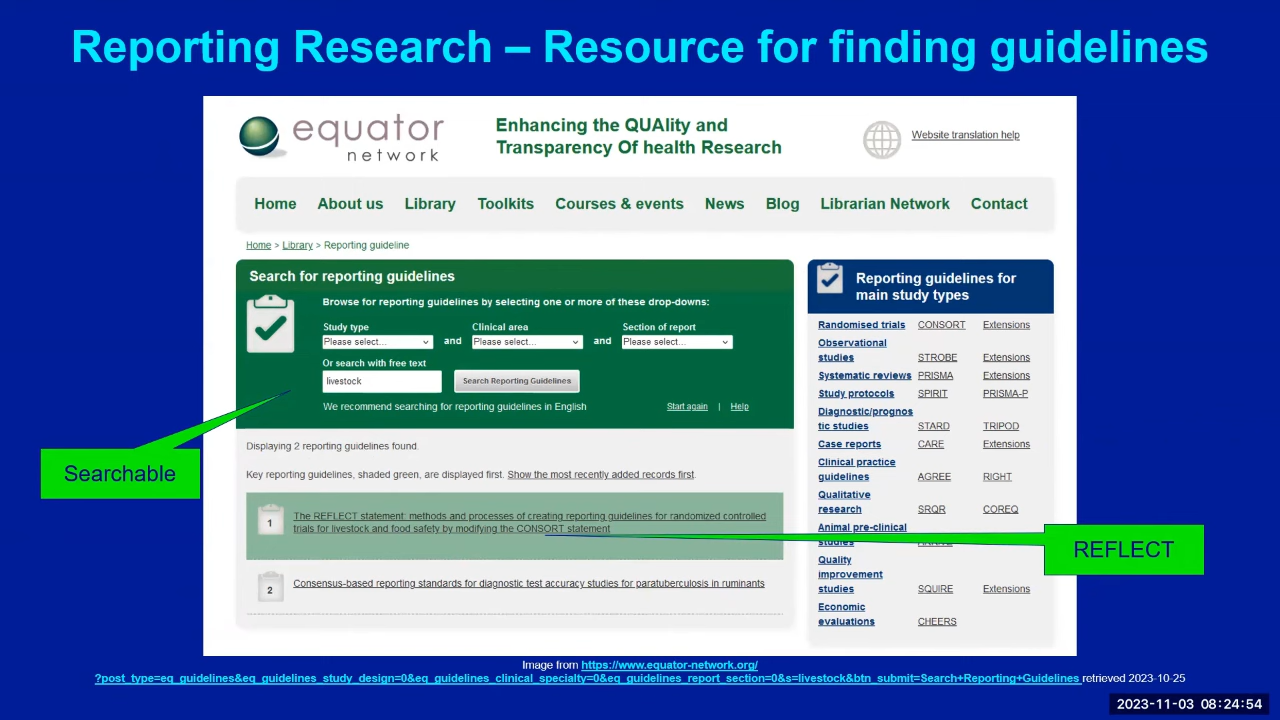 Reporting Research – Resource for finding guidelines
equator
network
Enhancing the QUAlity and
Transparency Of health Research
Website translation help
Home About us Library Toolkits Courses & events News Blog Librarian Network Contact
Home > Library > Reporting guideline
Search for reporting guidelines
Browse for reporting guidelines by selecting one or more of these drop-downs:
Study type Clinical area Section of report
Please select... and Please select... and Please select...
Or search with free text
livestock Search Reporting Guidelines
We recommend searching for reporting guidelines in English Start again | Help
Displaying 2 reporting guidelines found.
Key reporting guidelines, shaded green, are displayed first. Show the most recently added records first.
1
The REFLECT statement: methods and processes of creating reporting guidelines for randomized controlled
trials for livestock and food safety by modifying the CONSORT statement
2 Consensus-based reporting standards for diagnostic test accuracy studies for paratuberculosis in ruminants
Reporting guidelines for
main study types
Randomised trials CONSORT Extensions
Observational
studies STROBE Extensions
Systematic reviews PRISMA Extensions
Study protocols SPIRIT PRISMA-P
Diagnostic/prognos
tic studies STARD TRIPOD
Case reports CARE Extensions
Clinical practice
guidelines AGREE RIGHT
Qualitative
research SRQR COREQ
Animal pre-clinical
studies
Quality
improvement
studies SQUIRE Extensions
Economic
evaluations CHEERS
Searchable
REFLECT
Image from https://www.equator-network.org/
?post_type=eq_guidelines&eq_guidelines_study_design=0&eq_guidelines_clinical_specialty=0&eq_guidelines_report_section=0&s=livestock&btn_submit=Search+Reporting+Guidelines retrieved 2023-10-25
2023-11-03 08:24:54